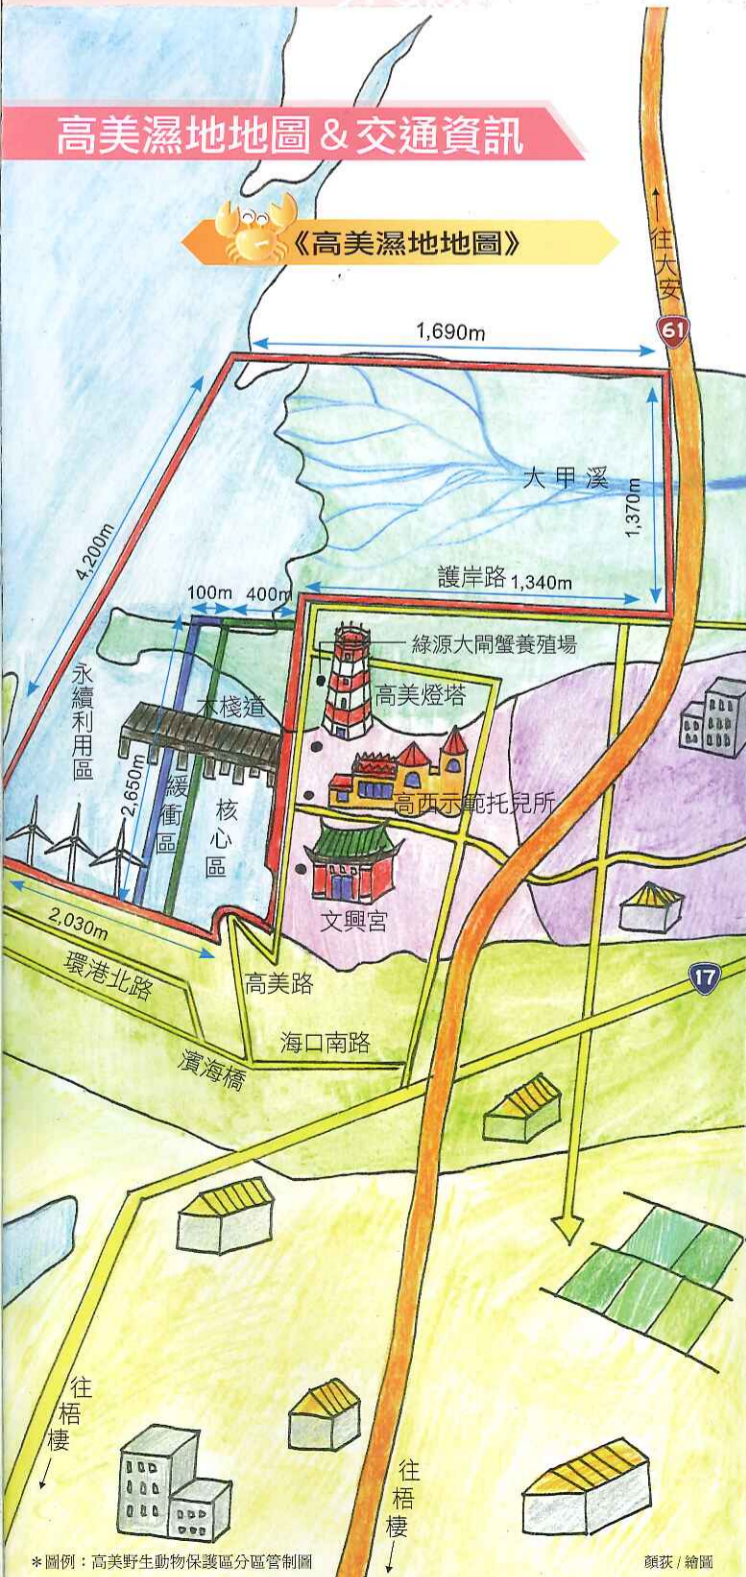 高美濕地地圖＆交通資訊
《高美濕地地圖》
↑往大安
61
1,690m
4,200m
大甲溪
1,370m
護岸路 1,340m
100m 400m
綠源大閘蟹養殖場
高美燈塔
永續利用區
木棧道
2,650m
緩衝區
核心區
高西示範托兒所
文興宮
2,030m
環港北路
高美路
17
海口南路
濱海橋
往梧棲↓
往梧棲↓
＊圖例：高美野生動物保護區分區管制圖
顏荻 / 繪圖